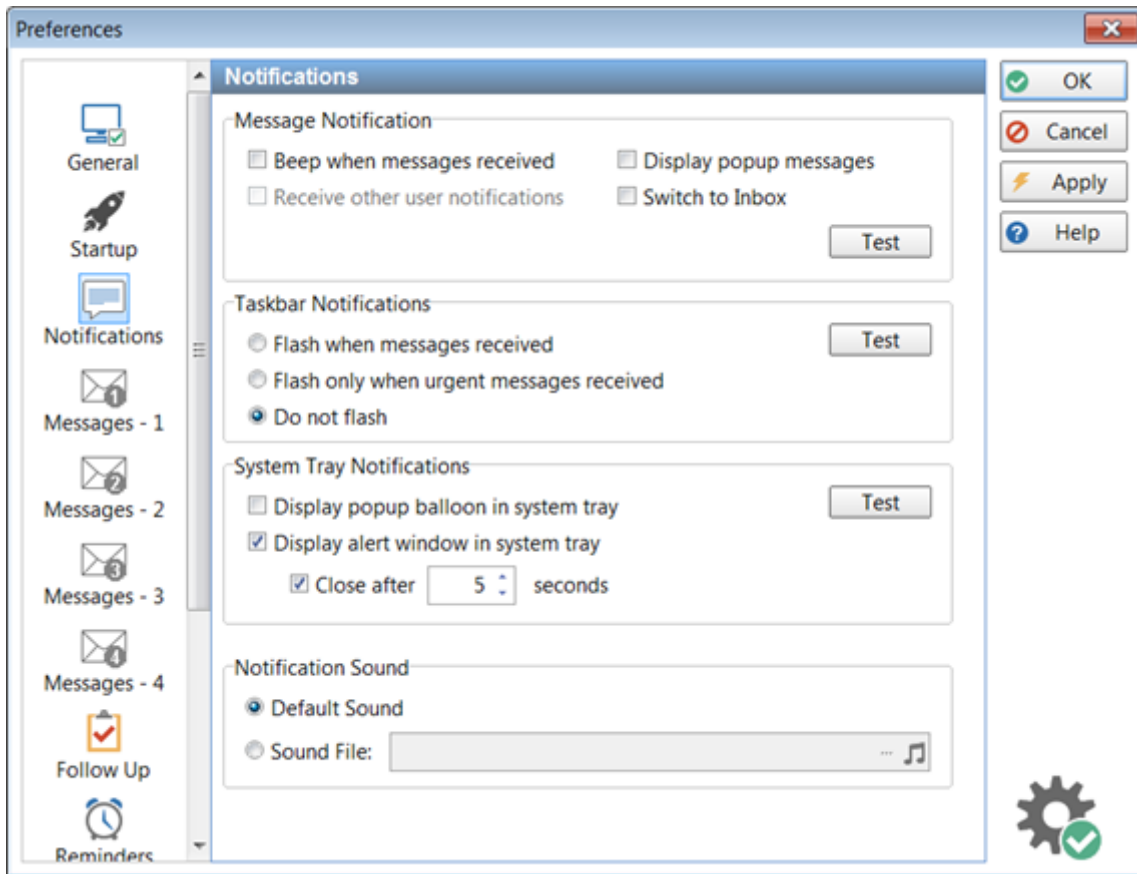 Preferences
General
Startup
Notifications
Messages - 1
Messages - 2
Messages - 3
Messages - 4
Follow Up
Reminders
Notifications
Message Notification
Beep when messages received
Display popup messages
Receive other user notifications
Switch to Inbox
Test
Taskbar Notifications
Flash when messages received
Test
Flash only when urgent messages received
Do not flash
System Tray Notifications
Display popup balloon in system tray
Test
Display alert window in system tray
Close after 5 seconds
Notification Sound
Default Sound
Sound File: ...
OK
Cancel
Apply
Help